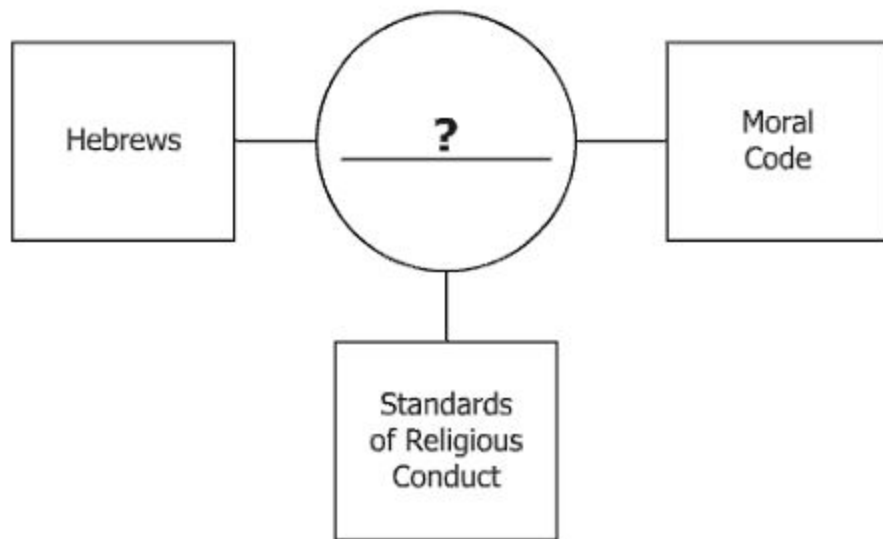 Hebrews
?
Moral
Code
Standards
of Religious
Conduct